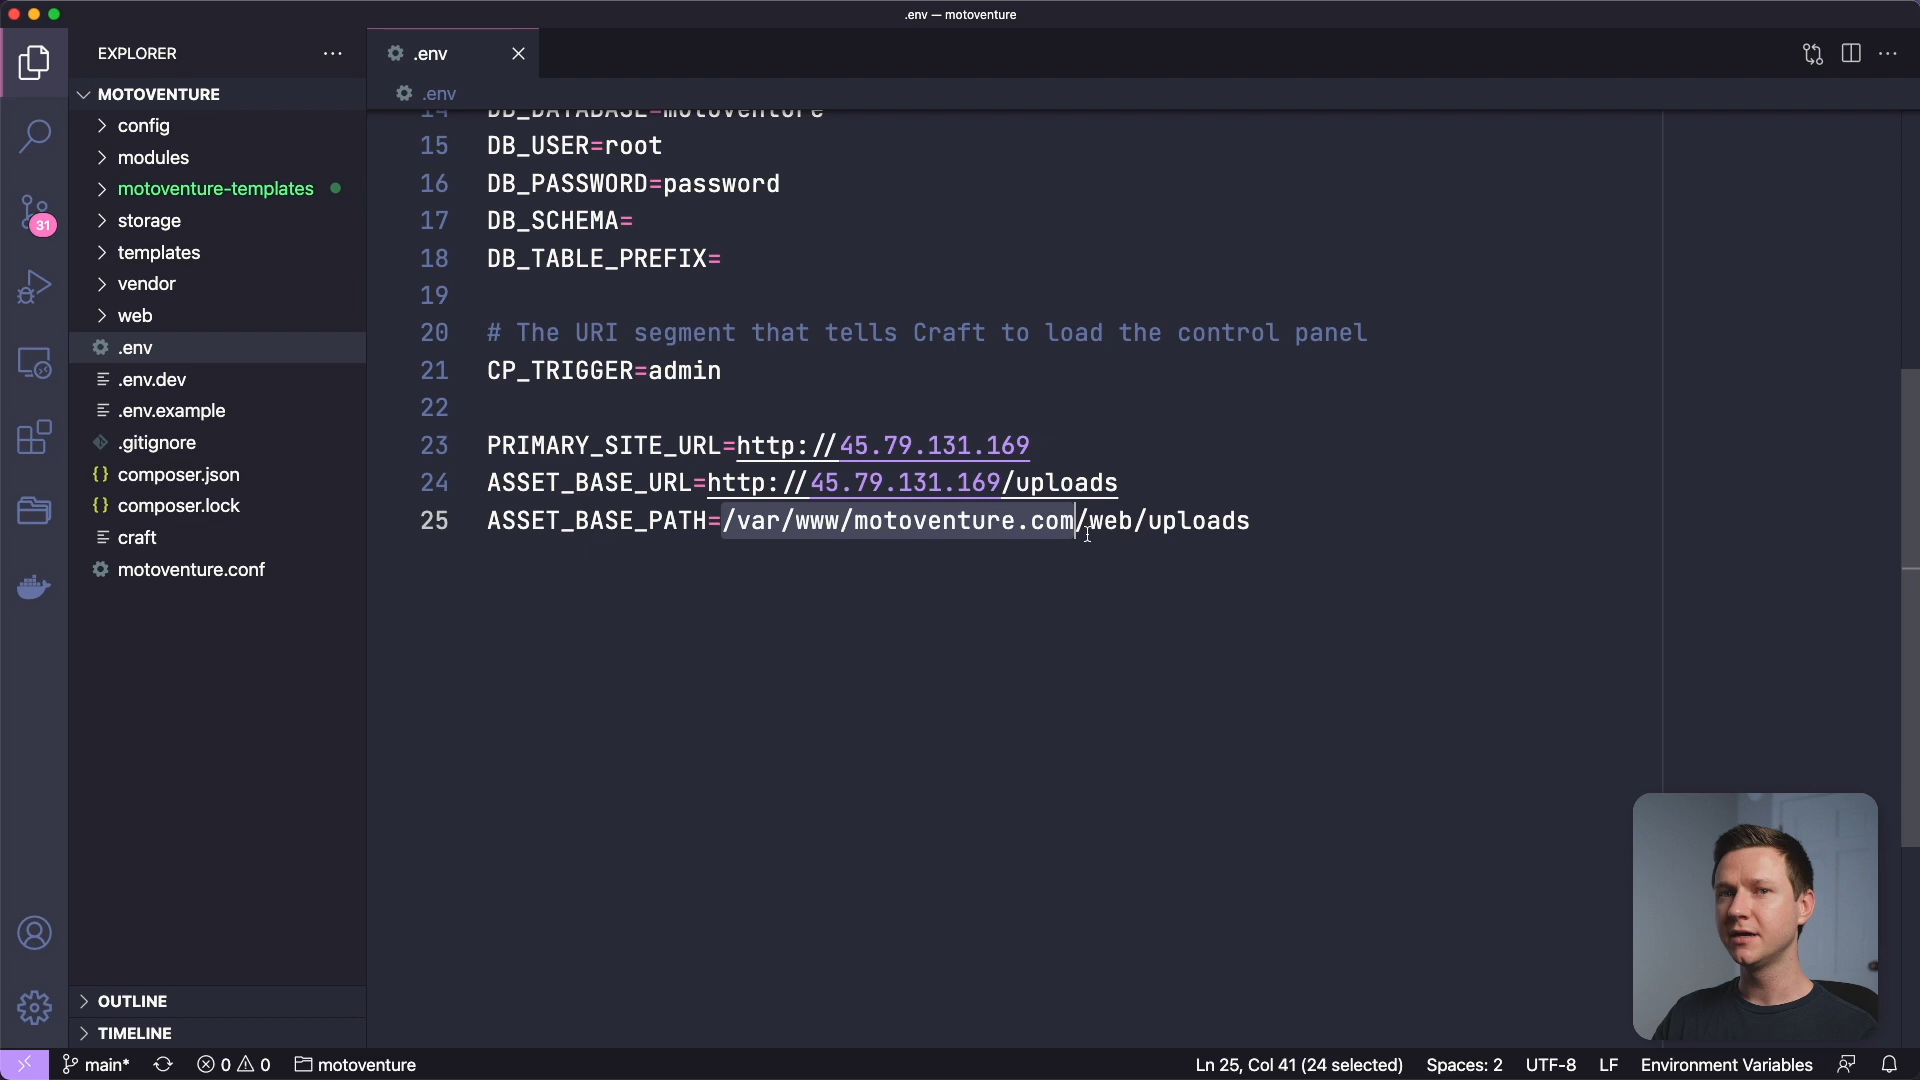 .env — motoventure
EXPLORER
.env
MOTOVENTURE
.env
config
modules
motoventure-templates
storage
templates
vendor
web
.env
.env.dev
.env.example
.gitignore
composer.json
composer.lock
craft
motoventure.conf
OUTLINE
TIMELINE
31
14 DB_DATABASE=motoventure
15 DB_USER=root
16 DB_PASSWORD=password
17 DB_SCHEMA=
18 DB_TABLE_PREFIX=
19
20 # The URI segment that tells Craft to load the control panel
21 CP_TRIGGER=admin
22
23 PRIMARY_SITE_URL=http://45.79.131.169
24 ASSET_BASE_URL=http://45.79.131.169/uploads
25 ASSET_BASE_PATH=/var/www/motoventure.com/web/uploads
main* 0 0 motoventure Ln 25, Col 41 (24 selected) Spaces: 2 UTF-8 LF Environment Variables